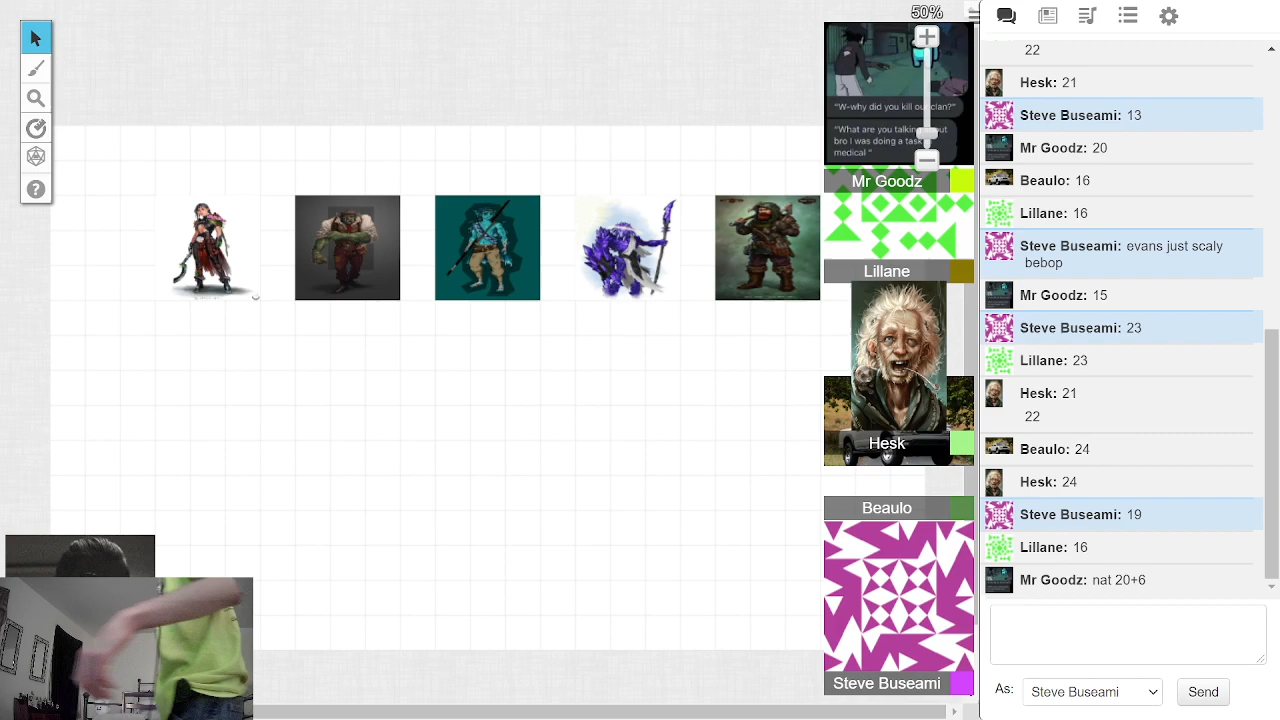 50%
"W-why did you kill our clan?"
"What are you talking about
bro I was doing a task in
medical "
Mr Goodz
Lillane
Hesk
Beaulo
Steve Buseami
22
Hesk: 21
Steve Buseami: 13
Mr Goodz: 20
Beaulo: 16
Lillane: 16
Steve Buseami: evans just scaly
bebop
Mr Goodz: 15
Steve Buseami: 23
Lillane: 23
Hesk: 21
22
Beaulo: 24
Hesk: 24
Steve Buseami: 19
Lillane: 16
Mr Goodz: nat 20+6
As:
Steve Buseami
Send